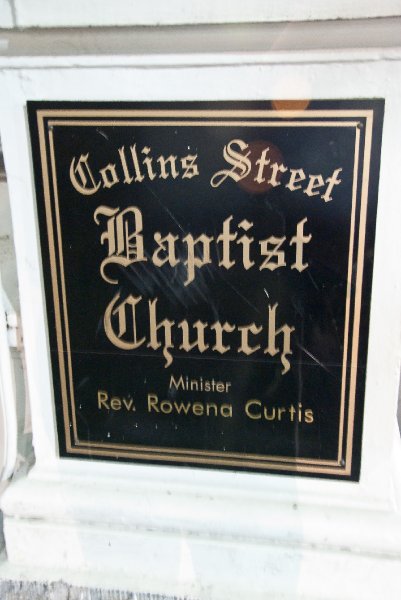 Collins Street
Baptist
Church
Minister
Rev. Rowena Curtis